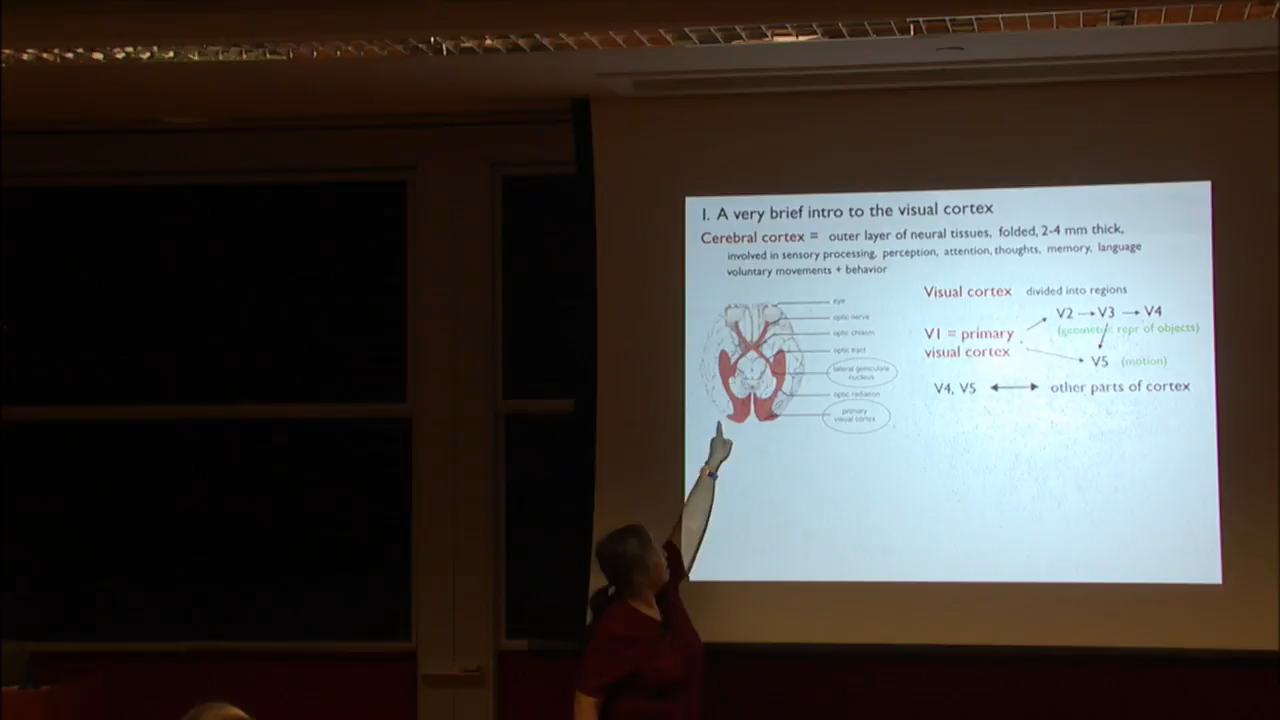 1. A very brief intro to the visual cortex
Cerebral cortex = outer layer of neural tissues, folded, 2-4 mm thick,
involved in sensory processing, perception, attention, thoughts, memory, language
voluntary movements + behavior
eye
optic nerve
optic chiasm
optic tract
lateral geniculate
nucleus
optic radiation
primary
visual cortex
Visual cortex divided into regions
V2 → V3 → V4
(geometric repr of objects)
V1 = primary
visual cortex
V5 (motion)
V4, V5 ↔ other parts of cortex